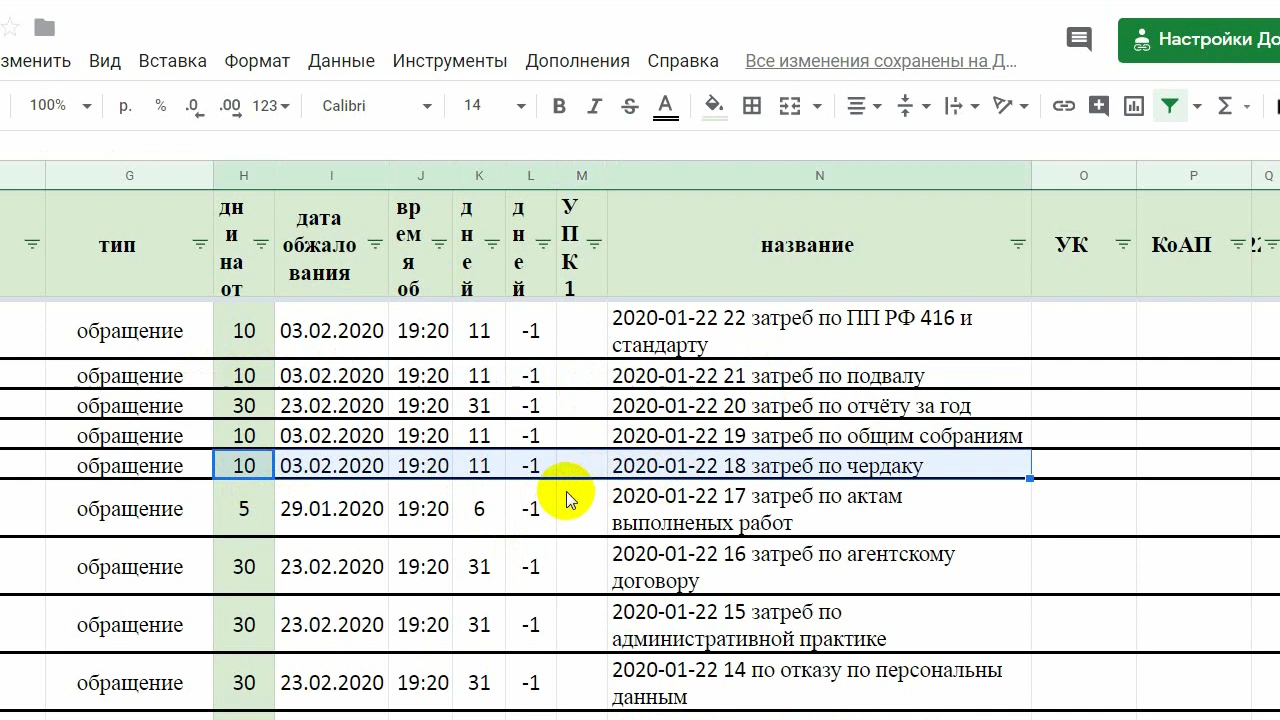 зменить Вид Вставка Формат Данные Инструменты Дополнения Справка Все изменения сохранены на Д... Настройки До
100% р. % .0 .00 123 Calibri 14 B I S A Σ
G H I J K L M N O P Q
тип дни на от дата обжалования время об дней дней УПК 1 название УК КоАП
обращение 10 03.02.2020 19:20 11 -1 2020-01-22 22 затреб по ПП РФ 416 и
стандарту
обращение 10 03.02.2020 19:20 11 -1 2020-01-22 21 затреб по подвалу
обращение 30 23.02.2020 19:20 31 -1 2020-01-22 20 затреб по отчёту за год
обращение 10 03.02.2020 19:20 11 -1 2020-01-22 19 затреб по общим собраниям
обращение 10 03.02.2020 19:20 11 -1 2020-01-22 18 затреб по чердаку
обращение 5 29.01.2020 19:20 6 -1 2020-01-22 17 затреб по актам
выполненых работ
обращение 30 23.02.2020 19:20 31 -1 2020-01-22 16 затреб по агентскому
договору
обращение 30 23.02.2020 19:20 31 -1 2020-01-22 15 затреб по
административной практике
обращение 30 23.02.2020 19:20 31 -1 2020-01-22 14 по отказу по персональны
данным